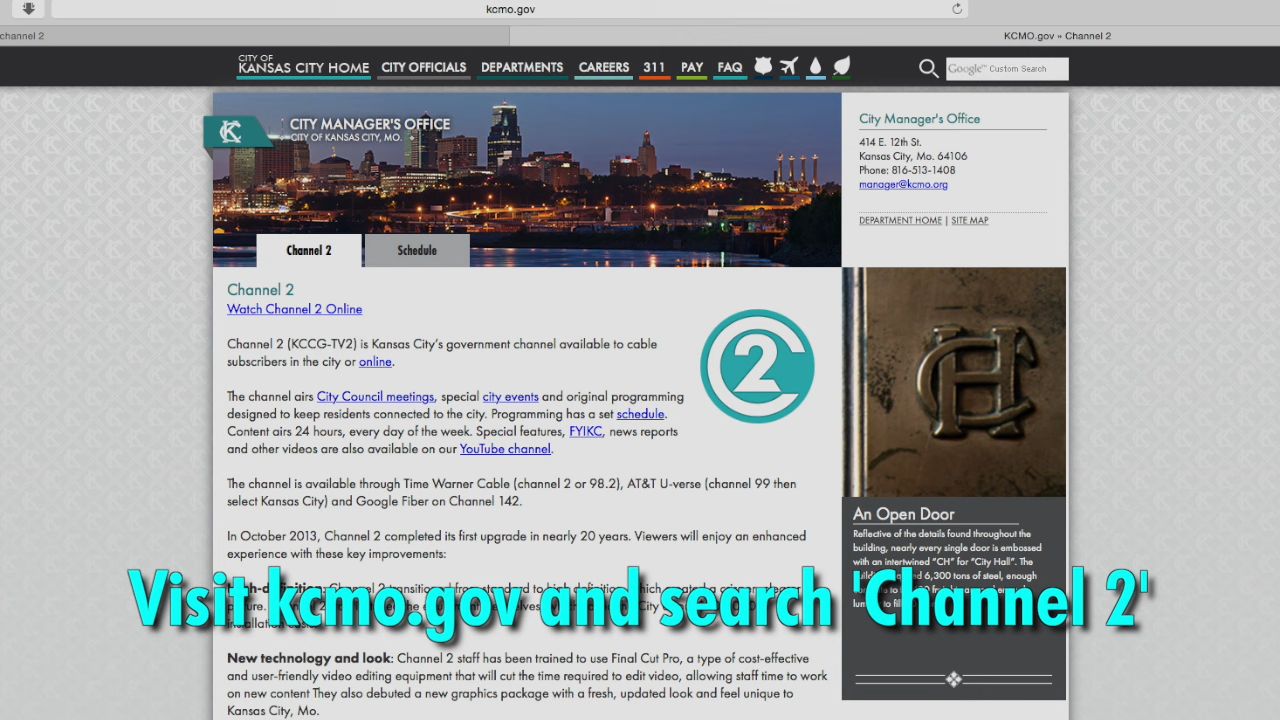 kcmo.gov
channel 2
KCMO.gov » Channel 2
CITY OF
KANSAS CITY HOME
CITY OFFICIALS
DEPARTMENTS
CAREERS
311
PAY
FAQ
Google™ Custom Search
KC
CITY MANAGER'S OFFICE
CITY OF KANSAS CITY, MO.
Channel 2
Schedule
City Manager's Office
414 E. 12th St.
Kansas City, Mo. 64106
Phone: 816-513-1408
manager@kcmo.org
DEPARTMENT HOME | SITE MAP
Channel 2
Watch Channel 2 Online
Channel 2 (KCCG-TV2) is Kansas City's government channel available to cable
subscribers in the city or online.
The channel airs City Council meetings, special city events and original programming
designed to keep residents connected to the city. Programming has a set schedule.
Content airs 24 hours, every day of the week. Special features, FYIKC, news reports
and other videos are also available on our YouTube channel.
2
The channel is available through Time Warner Cable (channel 2 or 98.2), AT&T U-verse (channel 99 then
select Kansas City) and Google Fiber on Channel 142.
In October 2013, Channel 2 completed its first upgrade in nearly 20 years. Viewers will enjoy an enhanced
experience with these key improvements:
Visit kcmo.gov and search 'Channel 2'
New technology and look: Channel 2 staff has been trained to use Final Cut Pro, a type of cost-effective
and user-friendly video editing equipment that will cut the time required to edit video, allowing staff time to work
on new content They also debuted a new graphics package with a fresh, updated look and feel unique to
Kansas City, Mo.
CH
An Open Door
Reflective of the details found throughout the
building, nearly every single door is embossed
with an intertwined "CH" for "City Hall". The
6,300 tons of steel, enough